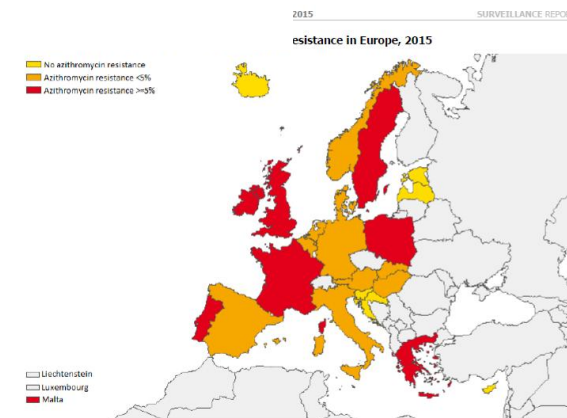 2015 SURVEILLANCE REPO
esistance in Europe, 2015
No azithromycin resistance
Azithromycin resistance <5%
Azithromycin resistance >=5%
Liechtenstein
Luxembourg
Malta